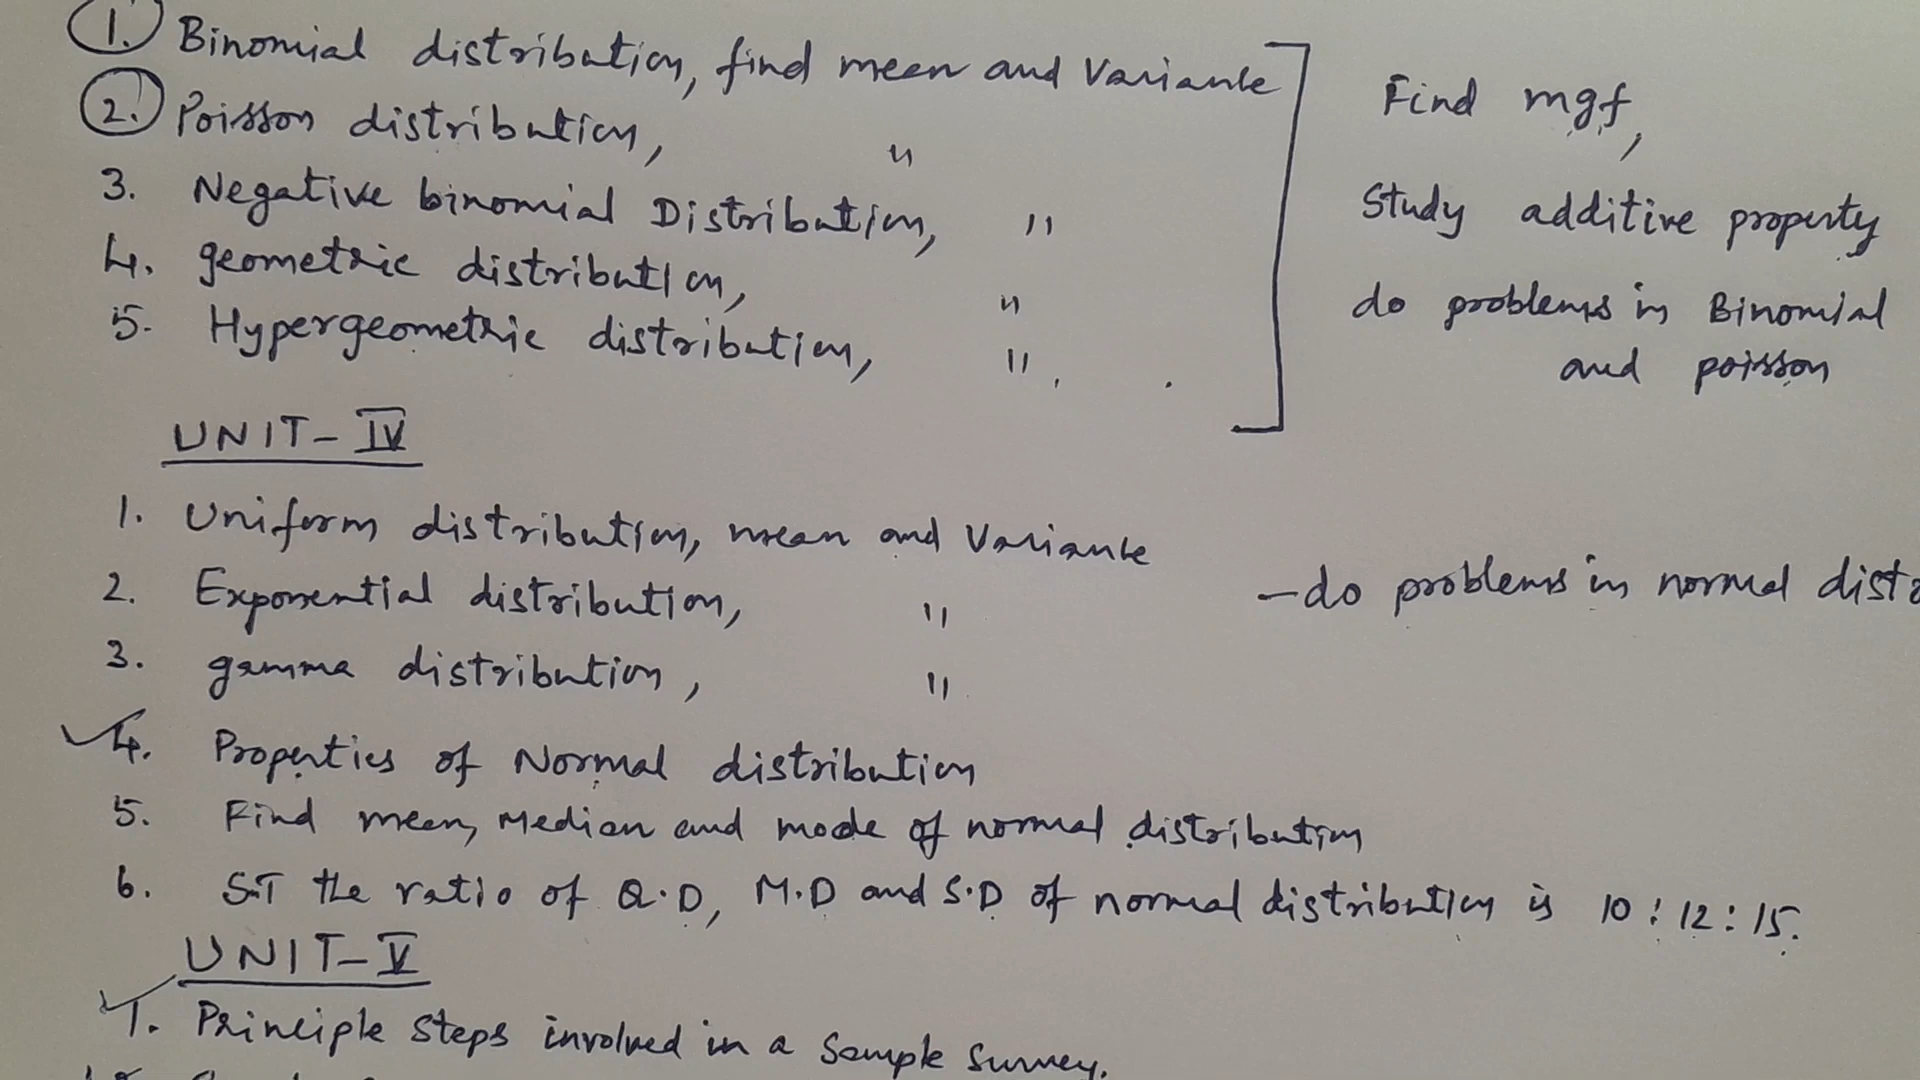 1. Binomial distribution, find mean and Variance
2. Poisson distribution, "
3. Negative binomial Distribution, "
4. geometric distribution, "
5. Hypergeometric distribution, "
Find mgf,
Study additive property
do problems in Binomial
and poisson
UNIT-IV
1. Uniform distribution, mean and Variance
2. Exponential distribution, "
3. gamma distribution, "
-do problems in normal dist
4. Properties of Normal distribution
5. Find mean, Median and mode of normal distribution
6. S.T the ratio of Q.D, M.D and S.D of normal distribution is 10:12:15.
UNIT-V
1. Principle steps involved in a Sample Survey.